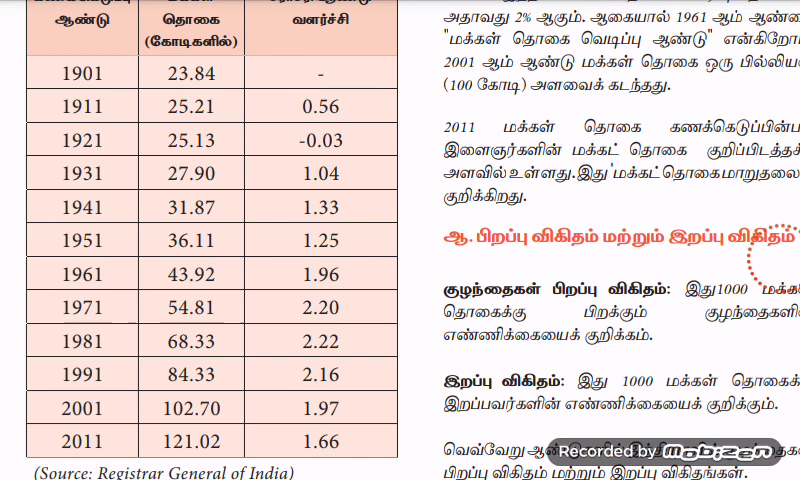 ஆண்டு தொகை வளர்ச்சி
(கோடிகளில்)
1901 23.84 -
1911 25.21 0.56
1921 25.13 -0.03
1931 27.90 1.04
1941 31.87 1.33
1951 36.11 1.25
1961 43.92 1.96
1971 54.81 2.20
1981 68.33 2.22
1991 84.33 2.16
2001 102.70 1.97
2011 121.02 1.66
(Source: Registrar General of India)
அதாவது 2% ஆகும். ஆகையால் 1961 ஆம் ஆண்டை
"மக்கள் தொகை வெடிப்பு ஆண்டு" என்கிறோ
2001 ஆம் ஆண்டு மக்கள் தொகை ஒரு பில்லிய
(100 கோடி) அளவைக் கடந்தது.
2011 மக்கள் தொகை கணக்கெடுப்பின்ப
இளைஞர்களின் மக்கட் தொகை குறிப்பிடத்தக்
அளவில் உள்ளது. இது 'மக்கட் தொகை மாறுதலை
குறிக்கிறது.
ஆ. பிறப்பு விகிதம் மற்றும் இறப்பு விகிதம்
குழந்தைகள் பிறப்பு விகிதம்: இது 1000 மக்க
தொகைக்கு பிறக்கும் குழந்தைகளி
எண்ணிக்கையைக் குறிக்கம்.
இறப்பு விகிதம்: இது 1000 மக்கள் தொகைக்
இறப்பவர்களின் எண்ணிக்கையைக் குறிக்கும்.
வெவ்வேறு
பிறப்பு விகிதம் மற்றும் இறப்பு விகிதங்கள்.
Recorded by